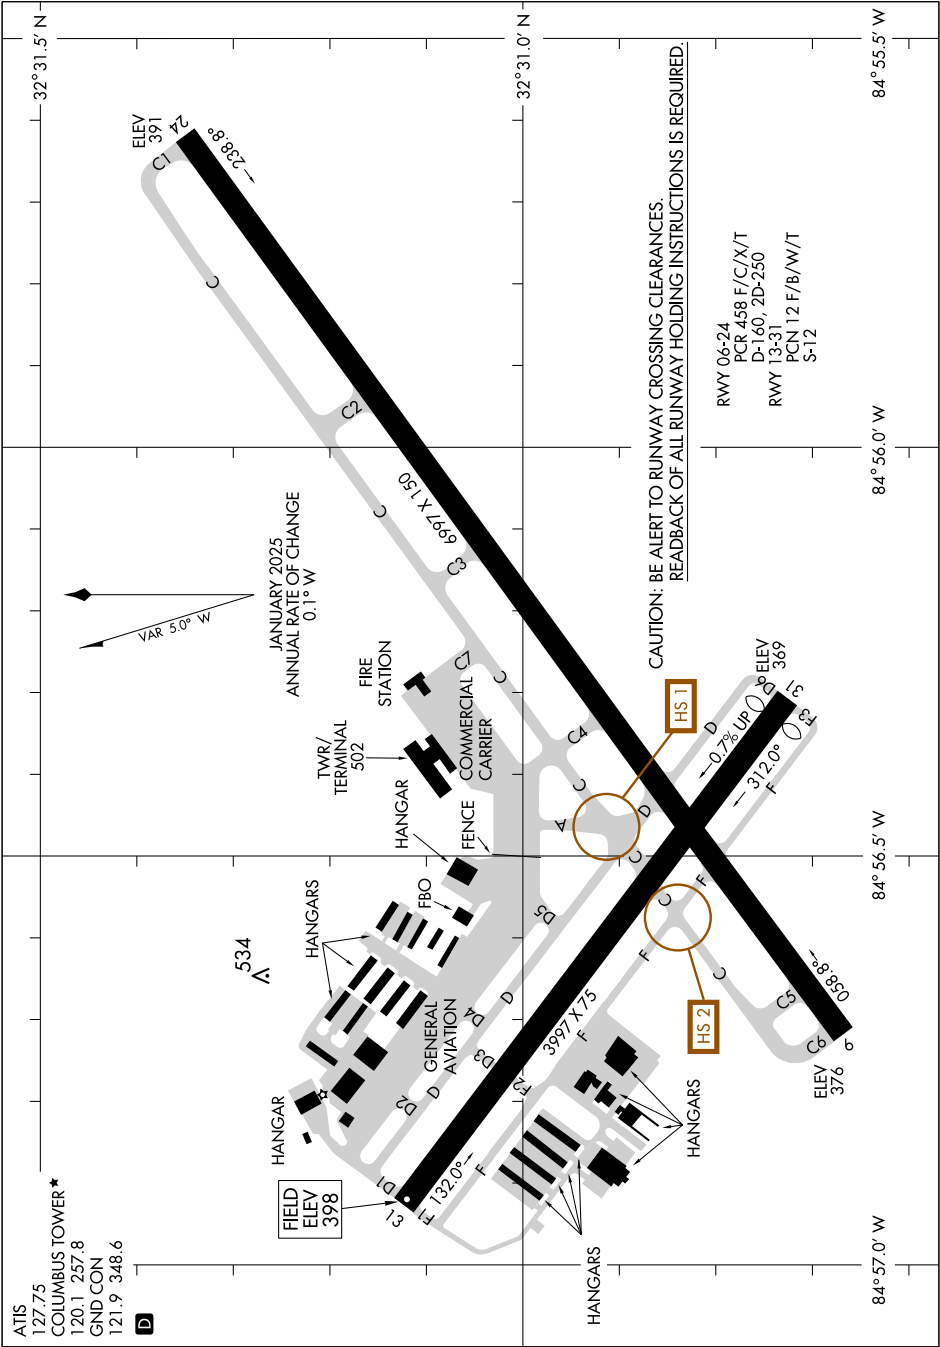 ATIS
127.75
COLUMBUS TOWER★
120.1 257.8
GND CON
121.9 348.6
D
32° 31.5' N
32° 31.0' N
84° 55.5' W
84° 56.0' W
84° 56.5' W
84° 57.0' W
ELEV
391
24
238.8°
C1
C
C2
C
6997 X 150
C3
VAR 5.0° W
JANUARY 2025
ANNUAL RATE OF CHANGE
0.1° W
CAUTION: BE ALERT TO RUNWAY CROSSING CLEARANCES.
READBACK OF ALL RUNWAY HOLDING INSTRUCTIONS IS REQUIRED.
RWY 06-24
PCR 458 F/C/X/T
D-160, 2D-250
RWY 13-31
PCN 12 F/B/W/T
S-12
FIRE
STATION
TWR/
TERMINAL
502
COMMERCIAL
CARRIER
C7
C
C4
C
HANGAR
FENCE
A
HS 1
D
C
D
0.7% UP
D6
ELEV
369
31
312.0°
F3
F
HANGARS
FBO
534
D5
D
GENERAL
AVIATION
D4
D3
D
D2
HANGAR
FIELD
ELEV
398
D1
13
F1
132.0°
F
F2
3997 X 75
F
F
C
F
HS 2
C
C5
058.8°
C6
6
ELEV
376
HANGARS
HANGARS